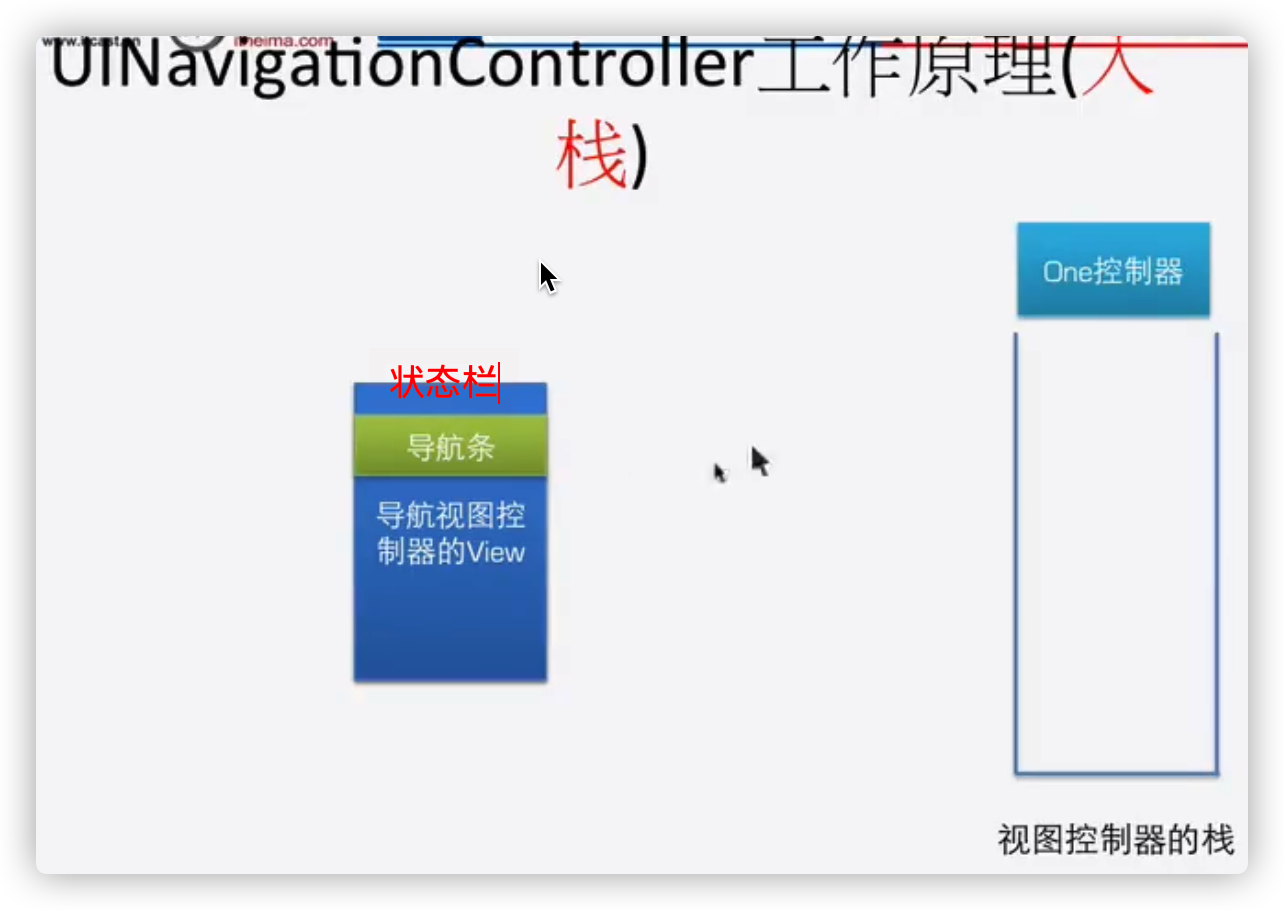 www.itcast.cn
itheima.com
UINavigationController工作原理(入
栈)
One控制器
状态栏
导航条
导航视图控
制器的View
视图控制器的栈